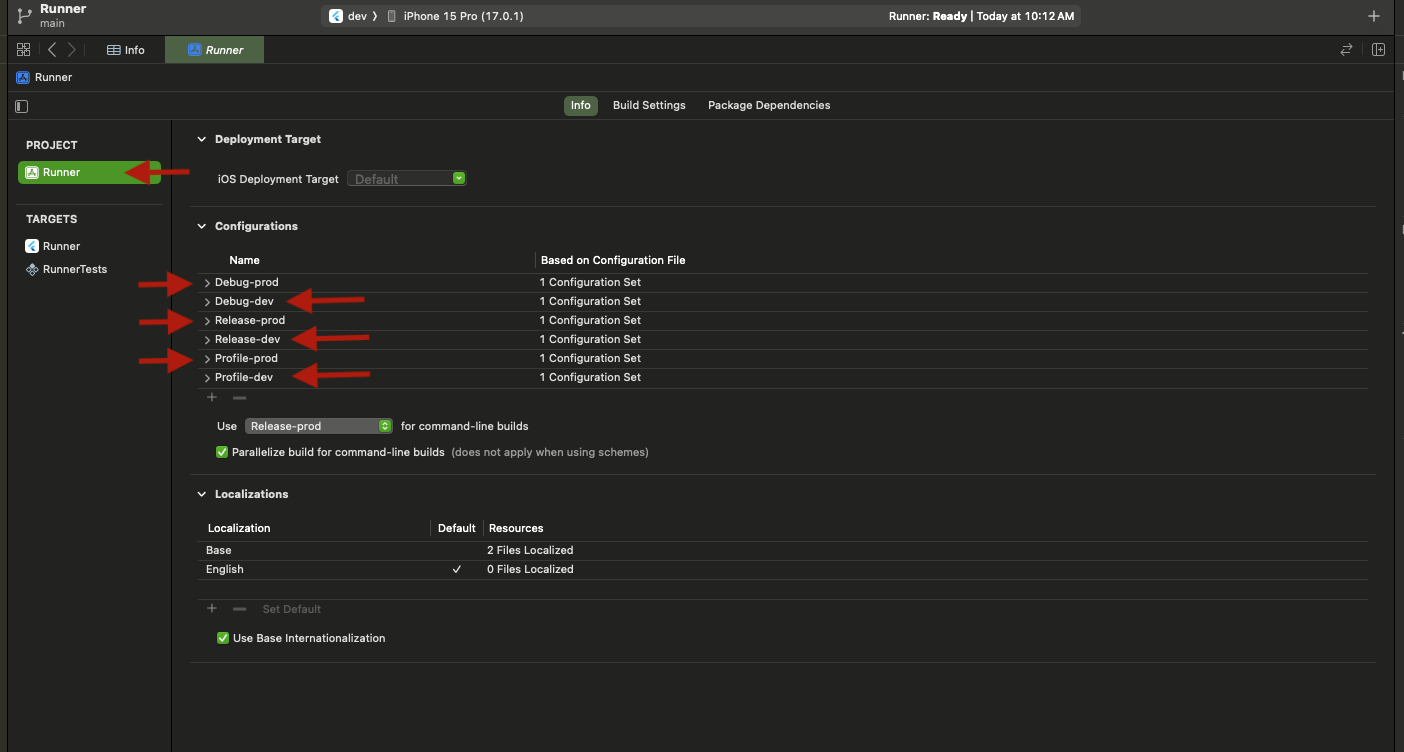 Runner
main
dev 〉 iPhone 15 Pro (17.0.1)
Runner: Ready | Today at 10:12 AM
Info
Runner
Runner
Info Build Settings Package Dependencies
PROJECT
Runner
TARGETS
Runner
RunnerTests
Deployment Target
iOS Deployment Target Default
Configurations
Name Based on Configuration File
Debug-prod 1 Configuration Set
Debug-dev 1 Configuration Set
Release-prod 1 Configuration Set
Release-dev 1 Configuration Set
Profile-prod 1 Configuration Set
Profile-dev 1 Configuration Set
Use Release-prod for command-line builds
Parallelize build for command-line builds (does not apply when using schemes)
Localizations
Localization Default Resources
Base 2 Files Localized
English ✓ 0 Files Localized
Set Default
Use Base Internationalization